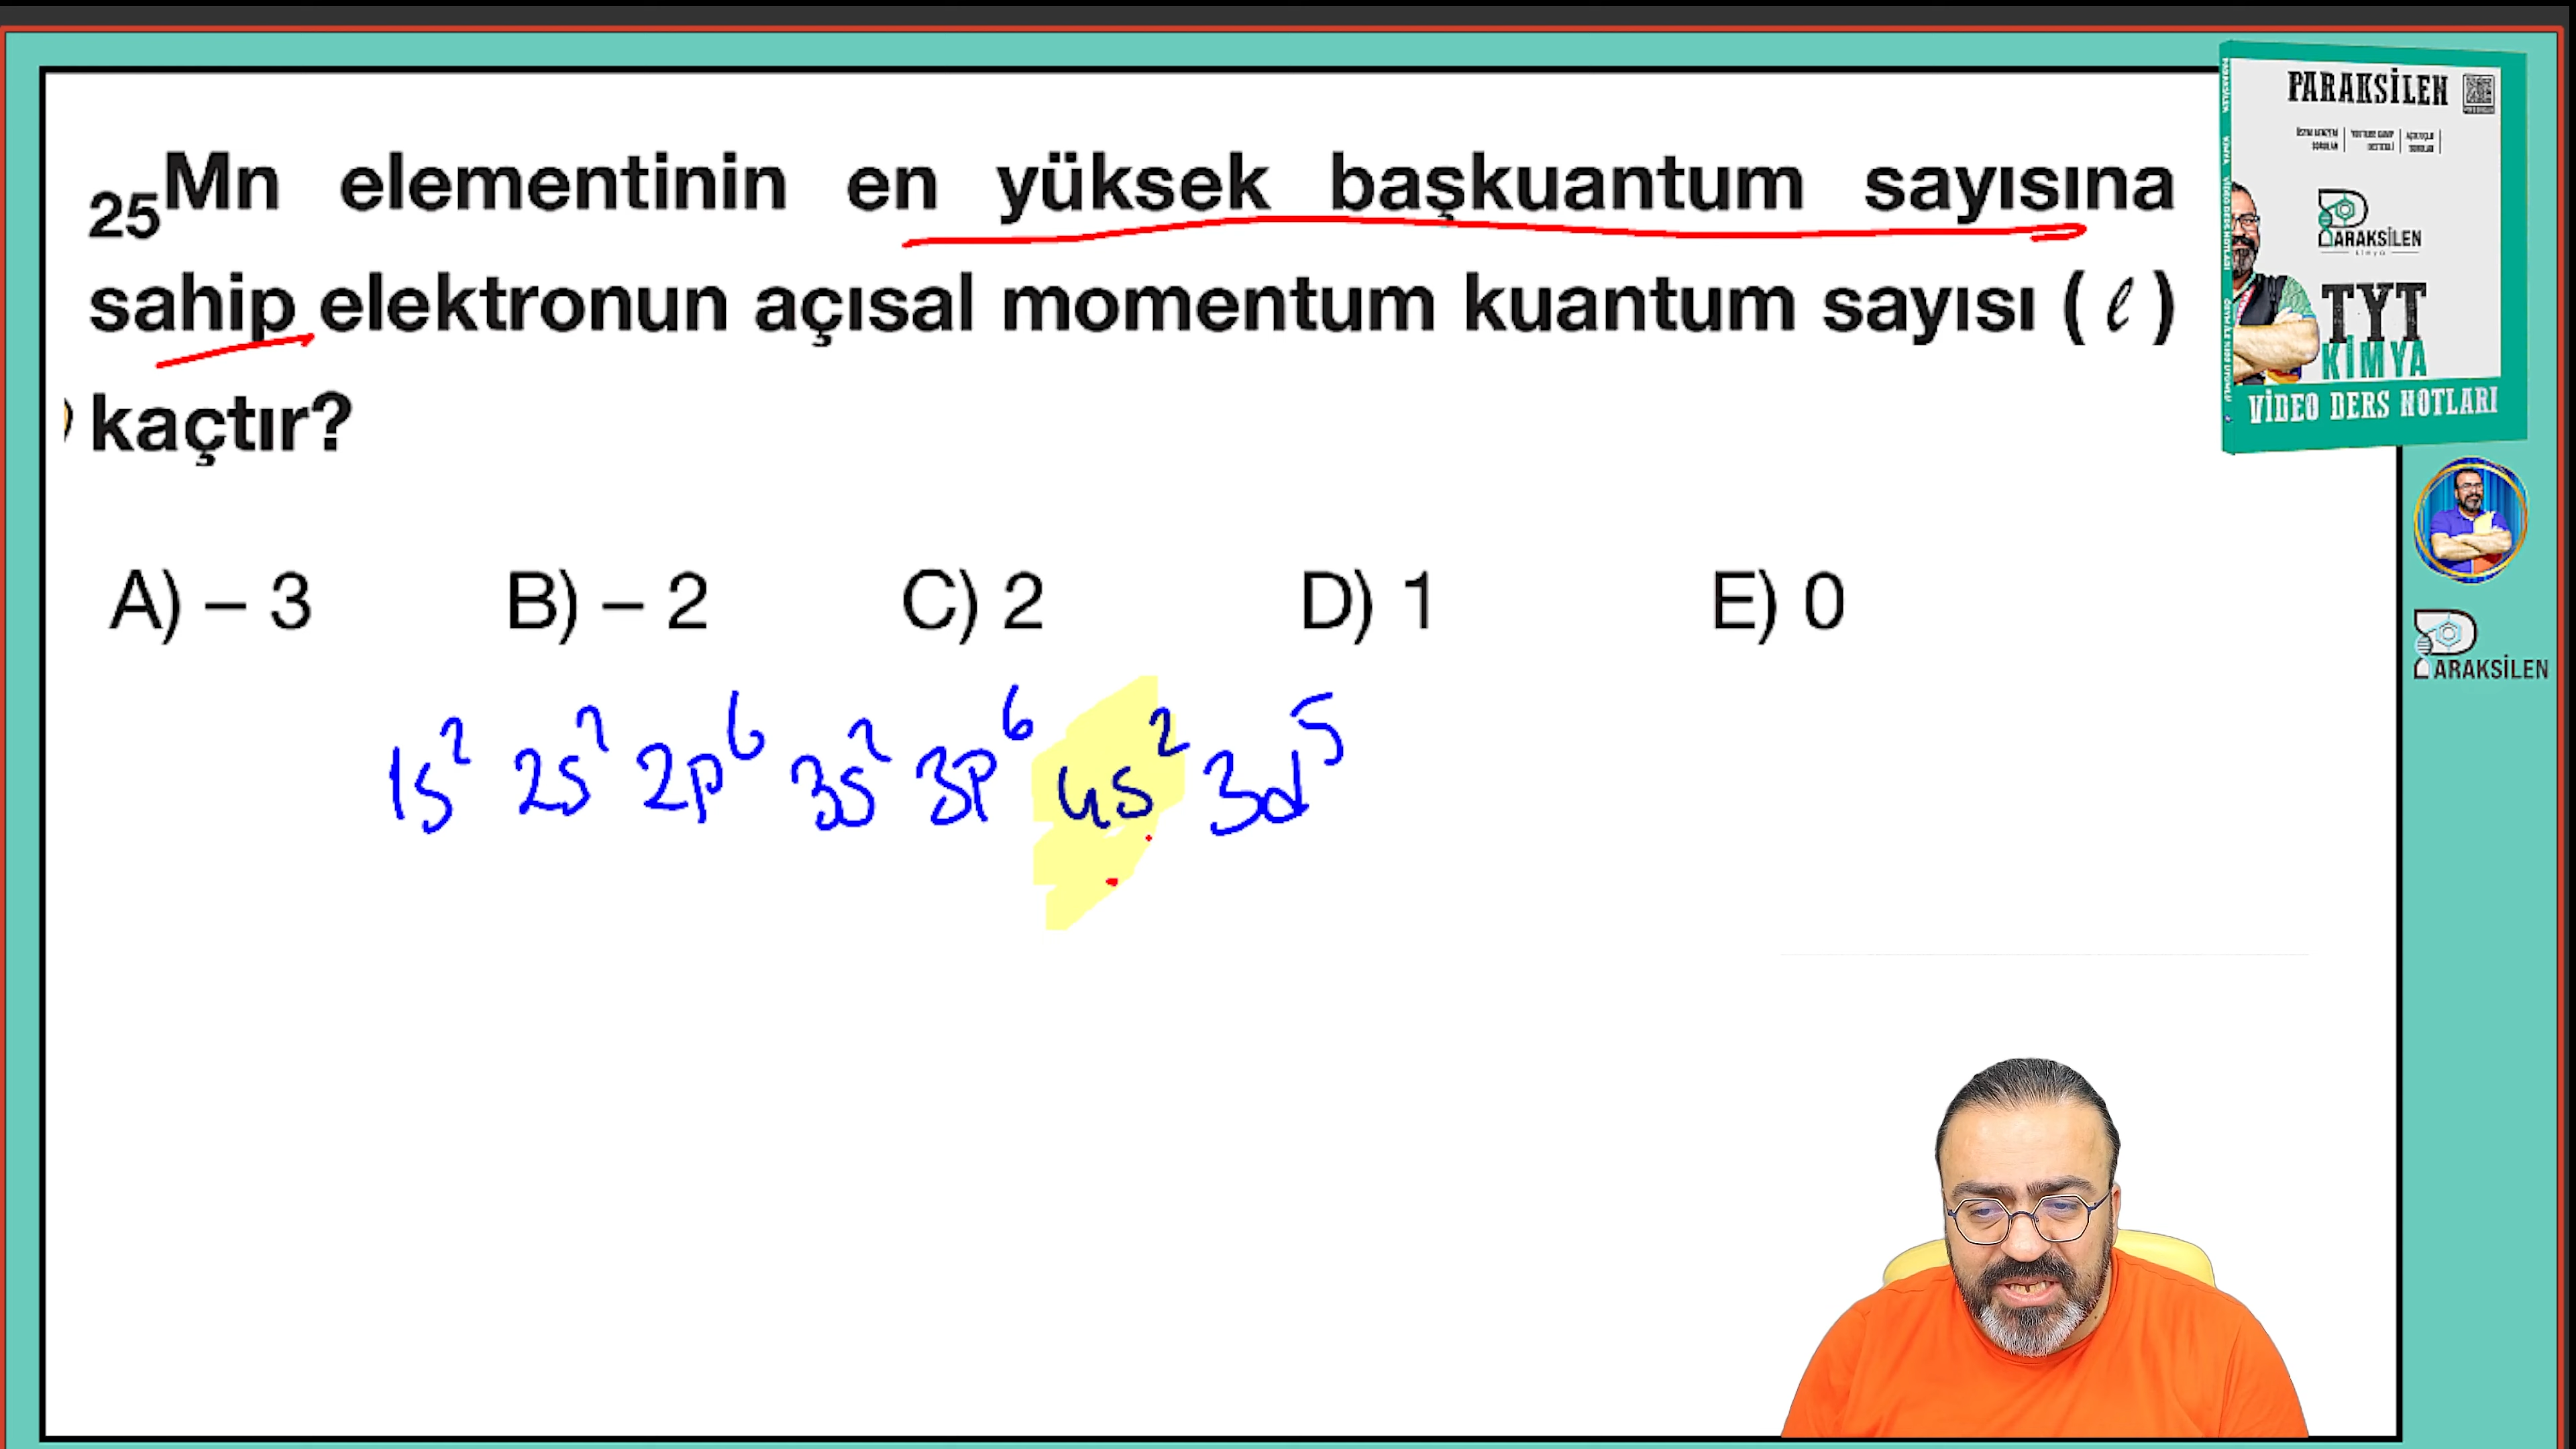 ₂₅Mn elementinin en yüksek başkuantum sayısına
sahip elektronun açısal momentum kuantum sayısı (ℓ)
kaçtır?
A) – 3 B) – 2 C) 2 D) 1 E) 0
1s² 2s² 2p⁶ 3s² 3p⁶ 4s² 3d⁵
PARAKSİLEN
PARAKSİLEN
kimya
TYT
KİMYA
VİDEO DERS NOTLARI
PARAKSİLEN